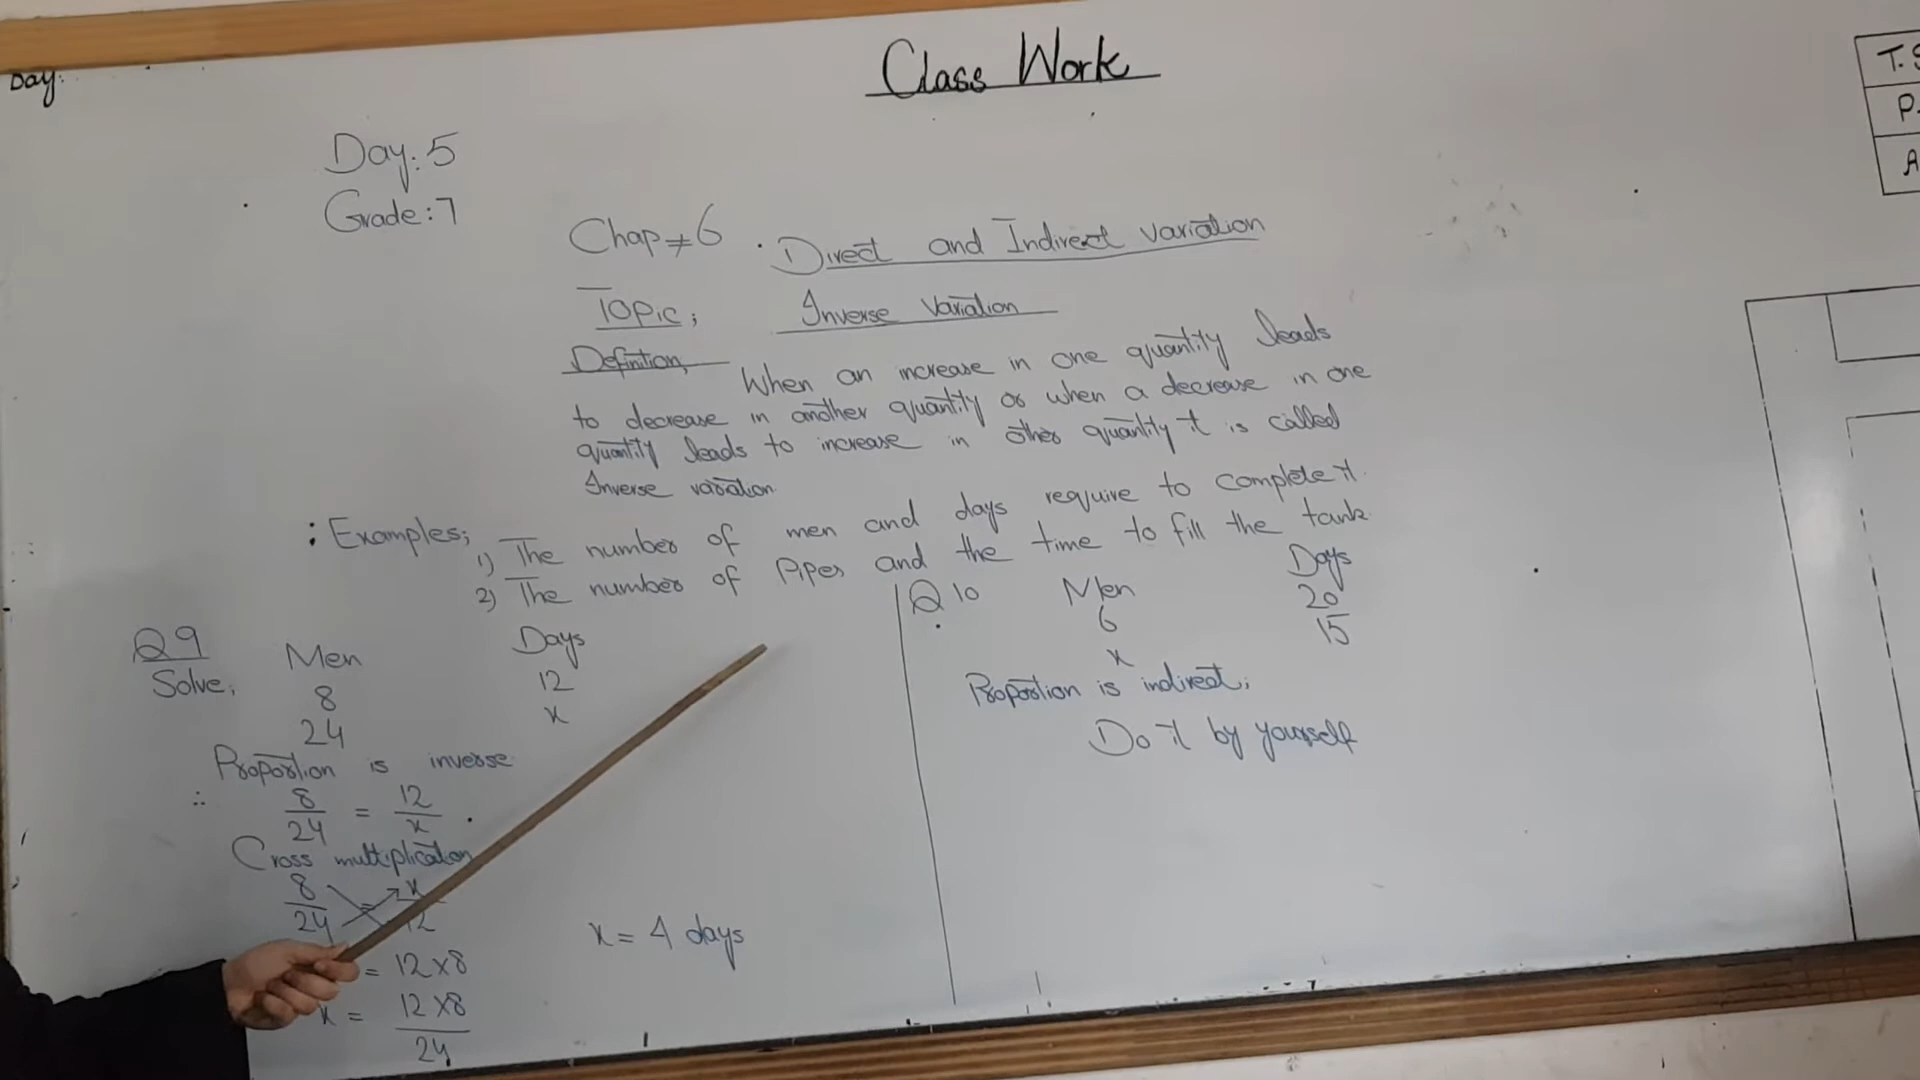 Class Work
Day:
Day: 5
Grade: 7
Chap # 6 . Direct and Indirect variation
Topic; Inverse Variation
Definition, When an increase in one quantity leads
to decrease in another quantity or when a decrease in one
quantity leads to increase in other quantity it is called
Inverse variation
: Examples;
1) The number of men and days require to complete it.
2) The number of Pipes and the time to fill the tank
Q 9
Solve,
Men Days
8 12
24 x
Proportion is inverse
∴ 8/24 = 12/x
Cross multiplication
8/24 = x/12
= 12×8
x = 12×8/24
x = 4 days
Q 10 Men Days
6 20
x 15
Proportion is indirect;
Do it by yourself
T.
P.
A